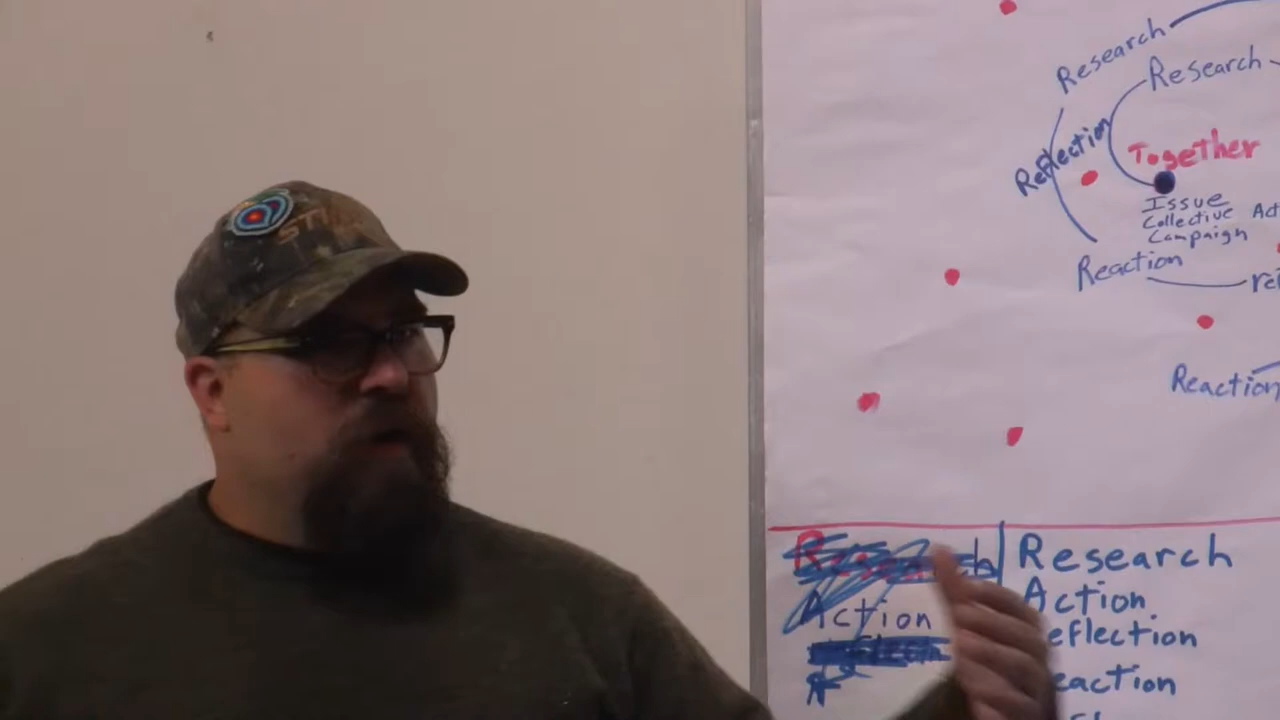 Research
Research
Reflection
Together
Issue
Collective
Campaign
Reaction
Reaction
Action
Research
Action
eflection
eaction